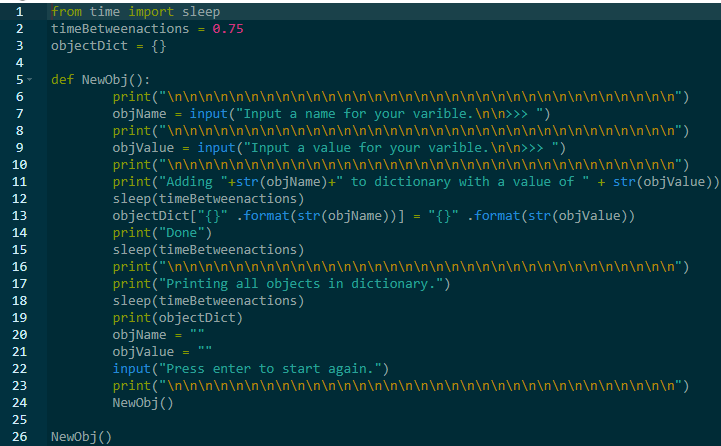 1 from time import sleep
2 timeBetweenactions = 0.75
3 objectDict = {}
4
5 def NewObj():
6 print("\n\n\n\n\n\n\n\n\n\n\n\n\n\n\n\n\n\n\n\n\n\n\n\n\n\n\n\n\n\n\n\n\n")
7 objName = input("Input a name for your varible.\n\n>>> ")
8 print("\n\n\n\n\n\n\n\n\n\n\n\n\n\n\n\n\n\n\n\n\n\n\n\n\n\n\n\n\n\n\n\n\n")
9 objValue = input("Input a value for your varible.\n\n>>> ")
10 print("\n\n\n\n\n\n\n\n\n\n\n\n\n\n\n\n\n\n\n\n\n\n\n\n\n\n\n\n\n\n\n\n\n")
11 print("Adding "+str(objName)+" to dictionary with a value of " + str(objValue))
12 sleep(timeBetweenactions)
13 objectDict["{}" .format(str(objName))] = "{}" .format(str(objValue))
14 print("Done")
15 sleep(timeBetweenactions)
16 print("\n\n\n\n\n\n\n\n\n\n\n\n\n\n\n\n\n\n\n\n\n\n\n\n\n\n\n\n\n\n\n\n\n")
17 print("Printing all objects in dictionary.")
18 sleep(timeBetweenactions)
19 print(objectDict)
20 objName = ""
21 objValue = ""
22 input("Press enter to start again.")
23 print("\n\n\n\n\n\n\n\n\n\n\n\n\n\n\n\n\n\n\n\n\n\n\n\n\n\n\n\n\n\n\n\n\n")
24 NewObj()
25
26 NewObj()